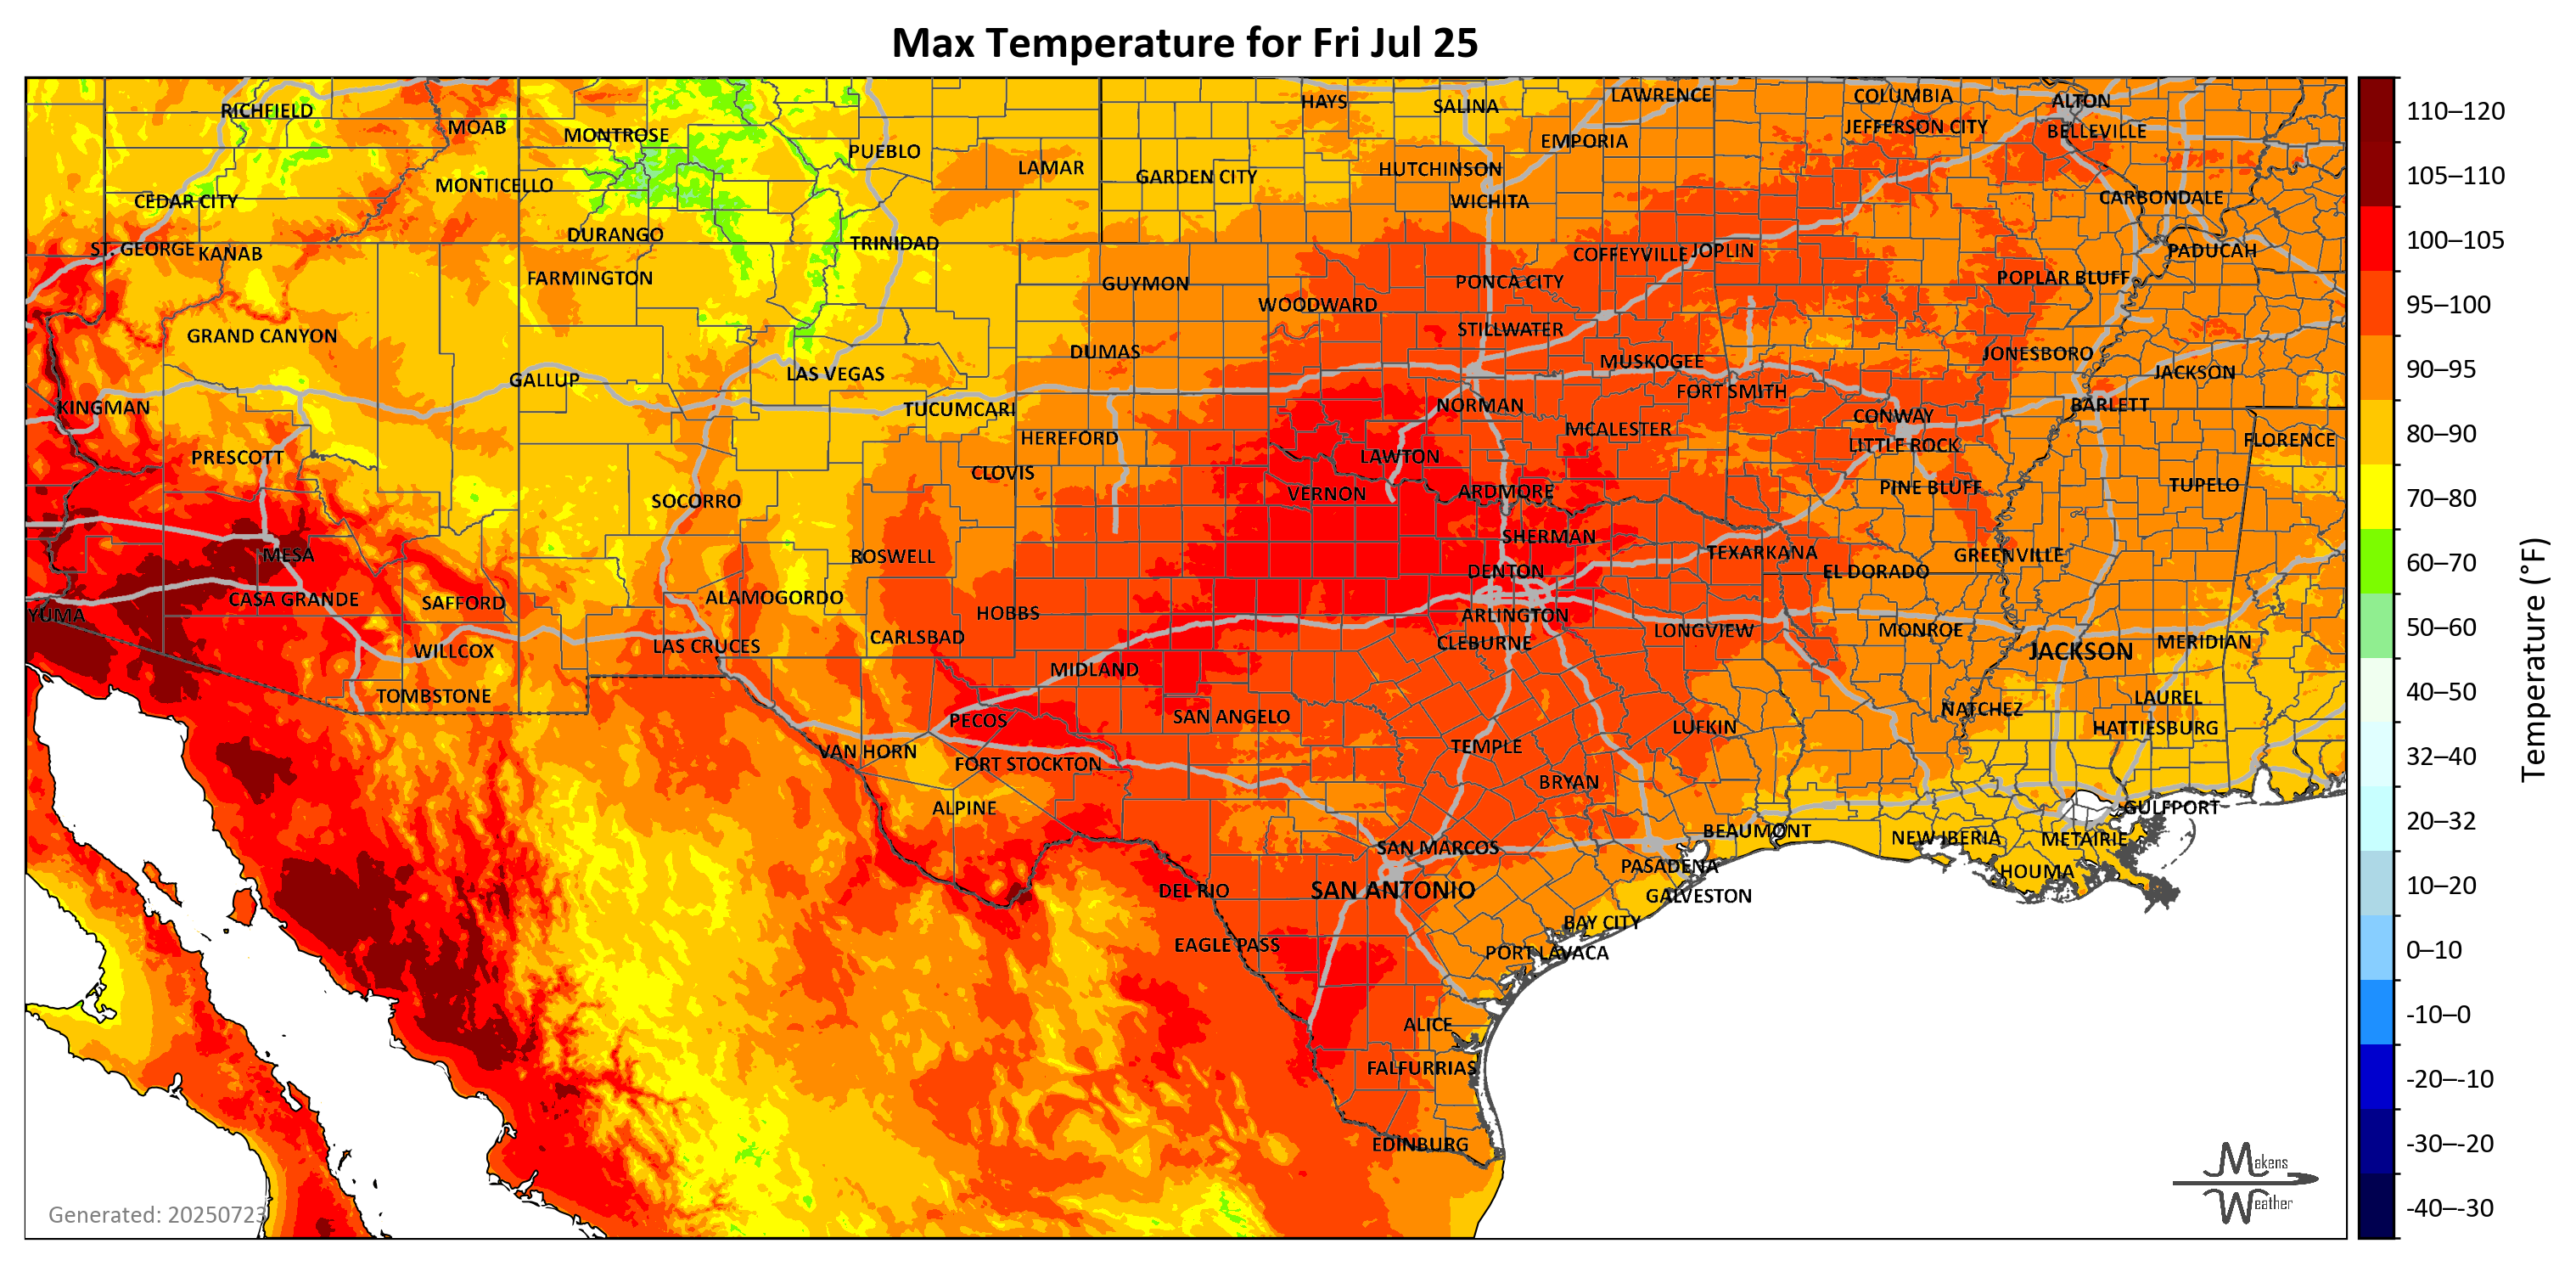 Max Temperature for Fri Jul 25
RICHFIELD
MOAB
MONTROSE
PUEBLO
LAMAR
HAYS
SALINA
LAWRENCE
COLUMBIA
ALTON
EMPORIA
JEFFERSON CITY
BELLEVILLE
CEDAR CITY
MONTICELLO
GARDEN CITY
HUTCHINSON
WICHITA
CARBONDALE
ST. GEORGE
KANAB
DURANGO
TRINIDAD
COFFEYVILLE
JOPLIN
PADUCAH
FARMINGTON
GUYMON
WOODWARD
PONCA CITY
POPLAR BLUFF
GRAND CANYON
DUMAS
STILLWATER
MUSKOGEE
JONESBORO
GALLUP
LAS VEGAS
FORT SMITH
JACKSON
KINGMAN
TUCUMCARI
NORMAN
CONWAY
BARLETT
PRESCOTT
HEREFORD
MCALESTER
LITTLE ROCK
FLORENCE
CLOVIS
LAWTON
SOCORRO
VERNON
ARDMORE
PINE BLUFF
TUPELO
MESA
ROSWELL
SHERMAN
TEXARKANA
GREENVILLE
CASA GRANDE
SAFFORD
ALAMOGORDO
DENTON
EL DORADO
YUMA
HOBBS
ARLINGTON
WILLCOX
LAS CRUCES
CARLSBAD
CLEBURNE
LONGVIEW
MONROE
JACKSON
MERIDIAN
TOMBSTONE
MIDLAND
PECOS
SAN ANGELO
LUFKIN
NATCHEZ
LAUREL
HATTIESBURG
VAN HORN
FORT STOCKTON
TEMPLE
BRYAN
ALPINE
GULFPORT
SAN MARCOS
BEAUMONT
NEW IBERIA
METAIRIE
DEL RIO
SAN ANTONIO
PASADENA
HOUMA
GALVESTON
EAGLE PASS
BAY CITY
PORT LAVACA
ALICE
FALFURRIAS
EDINBURG
110–120
105–110
100–105
95–100
90–95
80–90
70–80
60–70
50–60
40–50
32–40
20–32
10–20
0–10
-10–0
-20–-10
-30–-20
-40–-30
Temperature (°F)
Generated: 20250723
Makens
Weather